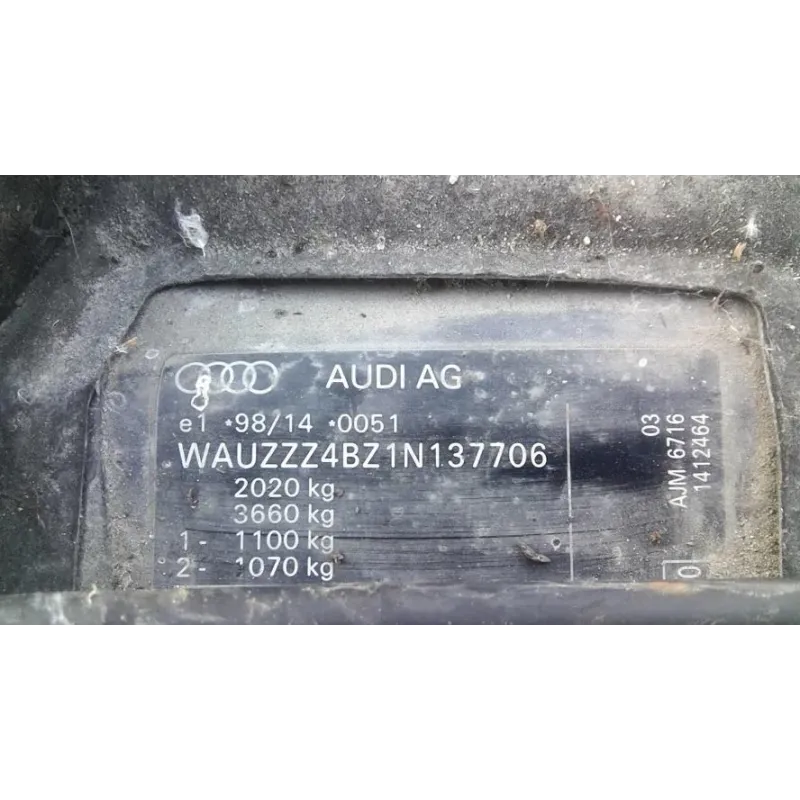 AUDI AG
e1 *98/14 *0051
WAUZZZ4BZ1N137706
2020 kg
3660 kg
1- 1100 kg
2- 1070 kg
03
AJM 6716
1412464
0